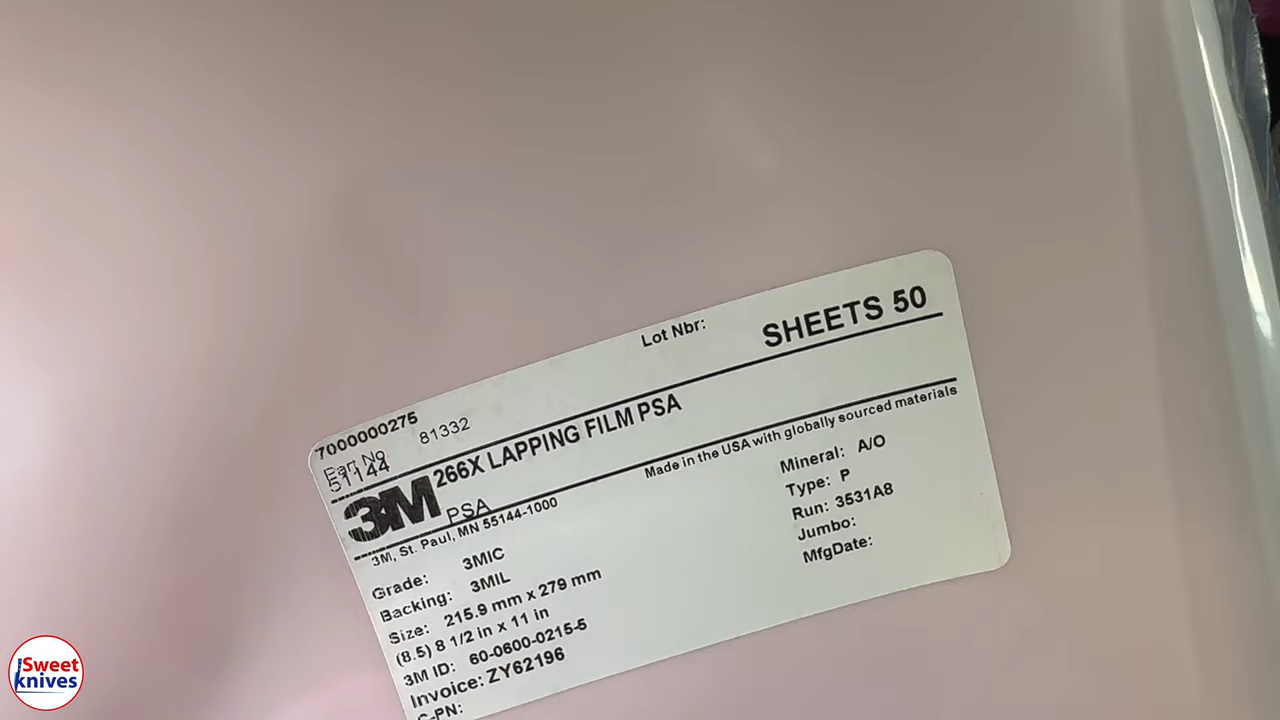 Lot Nbr:
SHEETS 50
7000000275
Part No 81332
51144
3M 266X LAPPING FILM PSA
PSA
Made in the USA with globally sourced materials
3M, St. Paul, MN 55144-1000
Grade: 3MIC
Backing: 3MIL
Size: 215.9 mm x 279 mm
(8.5) 8 1/2 in x 11 in
3M ID: 60-0600-0215-5
Invoice: ZY62196
C-PN:
Mineral: A/O
Type: P
Run: 3531A8
Jumbo:
MfgDate:
Sweet
knives